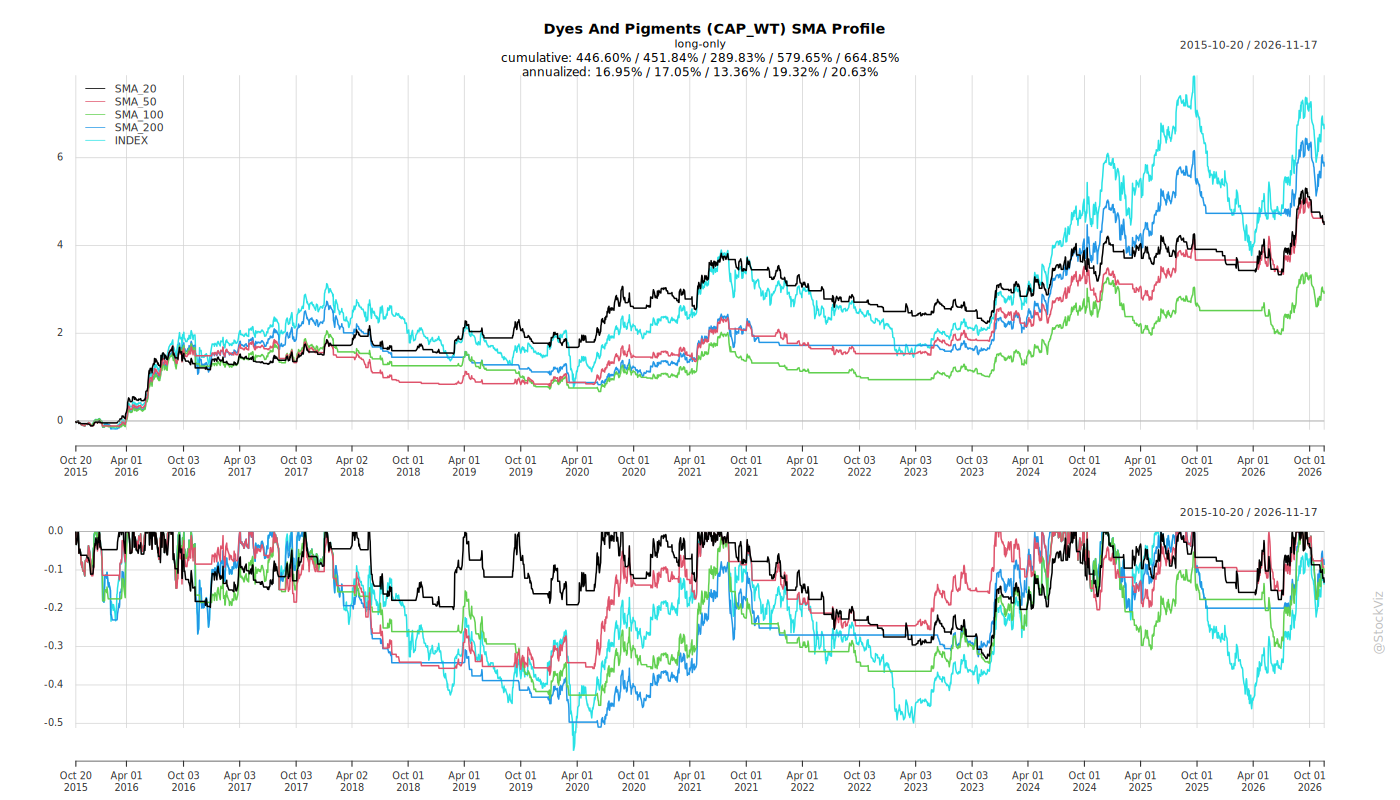 Dyes And Pigments (CAP_WT) SMA Profile
long-only
cumulative: 446.60% / 451.84% / 289.83% / 579.65% / 664.85%
annualized: 16.95% / 17.05% / 13.36% / 19.32% / 20.63%
2015-10-20 / 2026-11-17
SMA_20
SMA_50
SMA_100
SMA_200
INDEX
6
4
2
0
Oct 20 Apr 01 Oct 03 Apr 03 Oct 03 Apr 02 Oct 01 Apr 01 Oct 01 Apr 01 Oct 01 Apr 01 Oct 01 Apr 01 Oct 03 Apr 03 Oct 03 Apr 01 Oct 01 Apr 01 Oct 01 Apr 01 Oct 01
2015 2016 2016 2017 2017 2018 2018 2019 2019 2020 2020 2021 2021 2022 2022 2023 2023 2024 2024 2025 2025 2026 2026
2015-10-20 / 2026-11-17
0.0
-0.1
-0.2
-0.3
-0.4
-0.5
Oct 20 Apr 01 Oct 03 Apr 03 Oct 03 Apr 02 Oct 01 Apr 01 Oct 01 Apr 01 Oct 01 Apr 01 Oct 01 Apr 01 Oct 03 Apr 03 Oct 03 Apr 01 Oct 01 Apr 01 Oct 01 Apr 01 Oct 01
2015 2016 2016 2017 2017 2018 2018 2019 2019 2020 2020 2021 2021 2022 2022 2023 2023 2024 2024 2025 2025 2026 2026
@StockViz